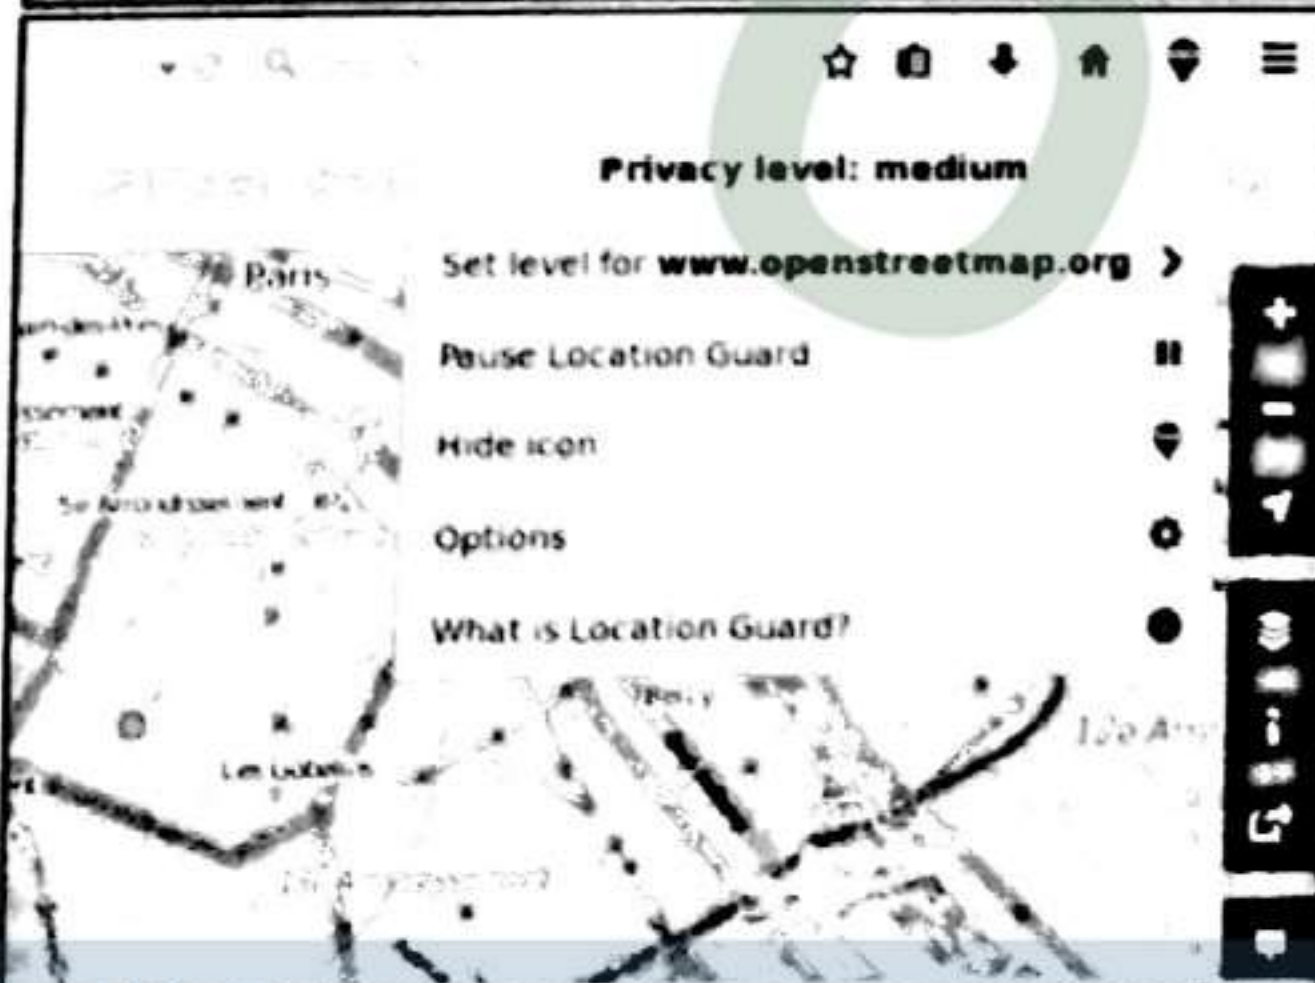 Privacy level: medium
Set level for www.openstreetmap.org
Paris
Pause Location Guard
Hide icon
Options
What is Location Guard?